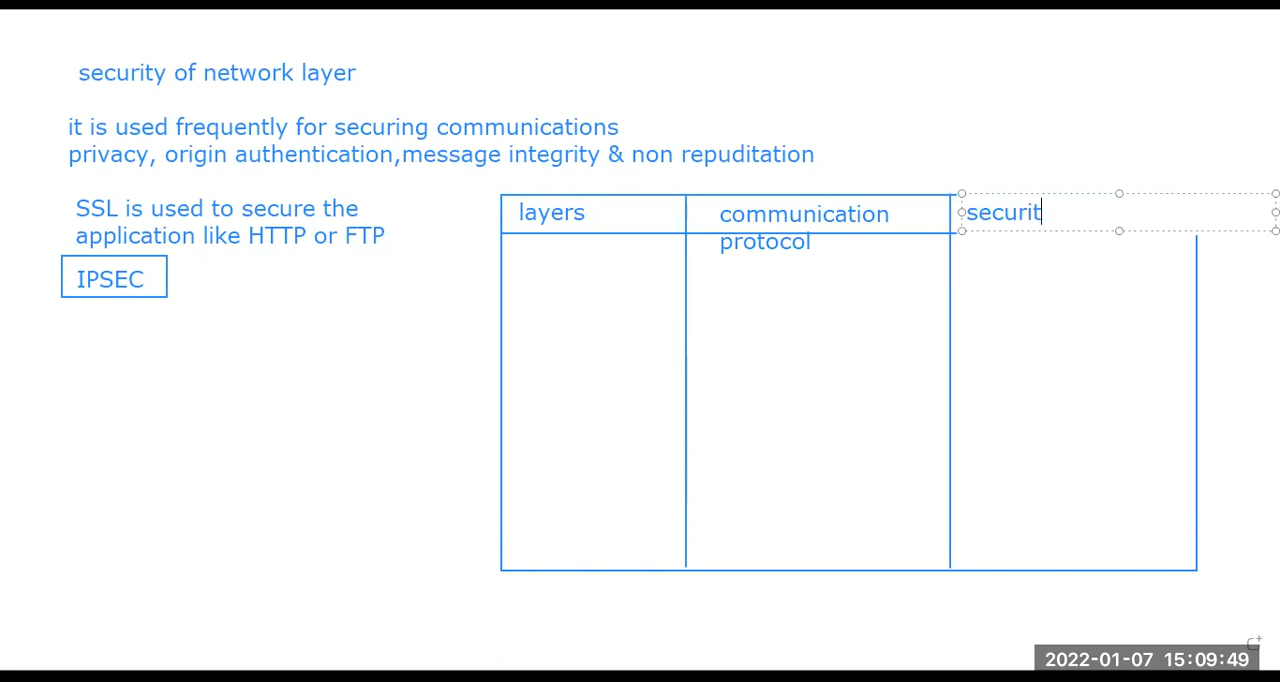 security of network layer
it is used frequently for securing communications
privacy, origin authentication,message integrity & non repuditation
SSL is used to secure the
application like HTTP or FTP
IPSEC
layers
communication
protocol
securit
2022-01-07 15:09:49